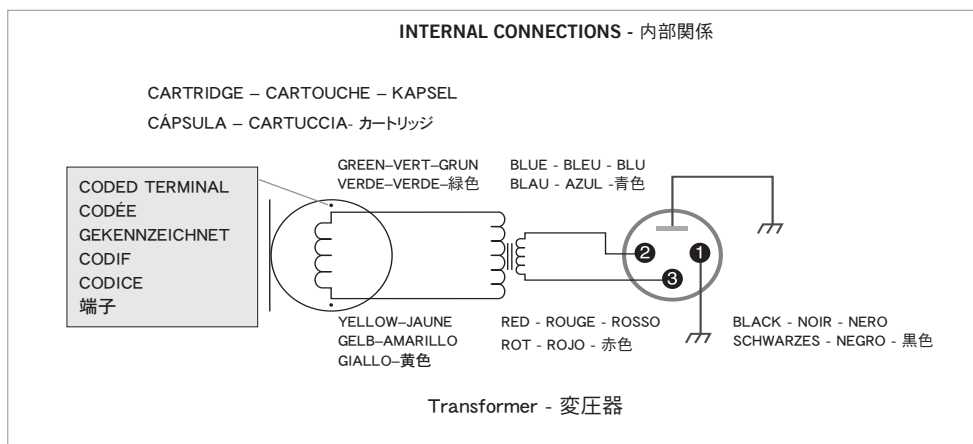 INTERNAL CONNECTIONS - 内部関係
CARTRIDGE – CARTOUCHE – KAPSEL
CÁPSULA – CARTUCCIA- カートリッジ
GREEN–VERT–GRUN
VERDE–VERDE–緑色
BLUE - BLEU - BLU
BLAU - AZUL -青色
CODED TERMINAL
CODÉE
GEKENNZEICHNET
CODIF
CODICE
端子
2
1
3
YELLOW–JAUNE
GELB–AMARILLO
GIALLO–黄色
RED - ROUGE - ROSSO
ROT - ROJO - 赤色
BLACK - NOIR - NERO
SCHWARZES - NEGRO - 黒色
Transformer - 変圧器